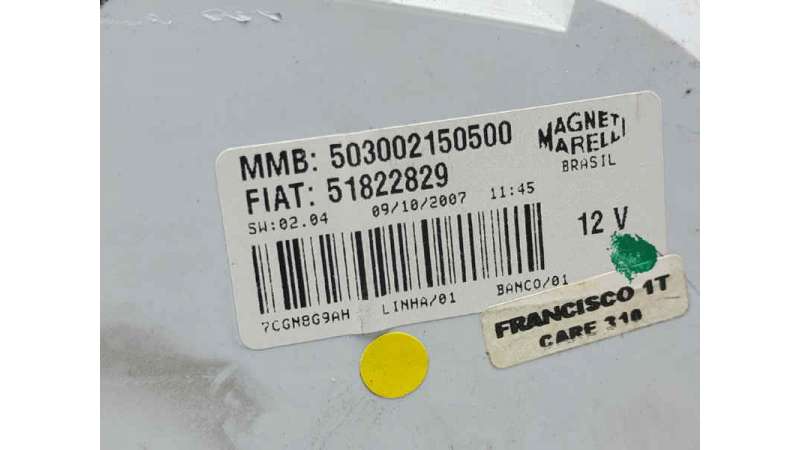 MMB: 503002150500
MAGNETI
MARELLI
BRASIL
FIAT: 51822829
SW:02.04 09/10/2007 11:45
12 V
7CGN8G9AH LINHA/01 BANCO/01
FRANCISCO 1T
CARE 310